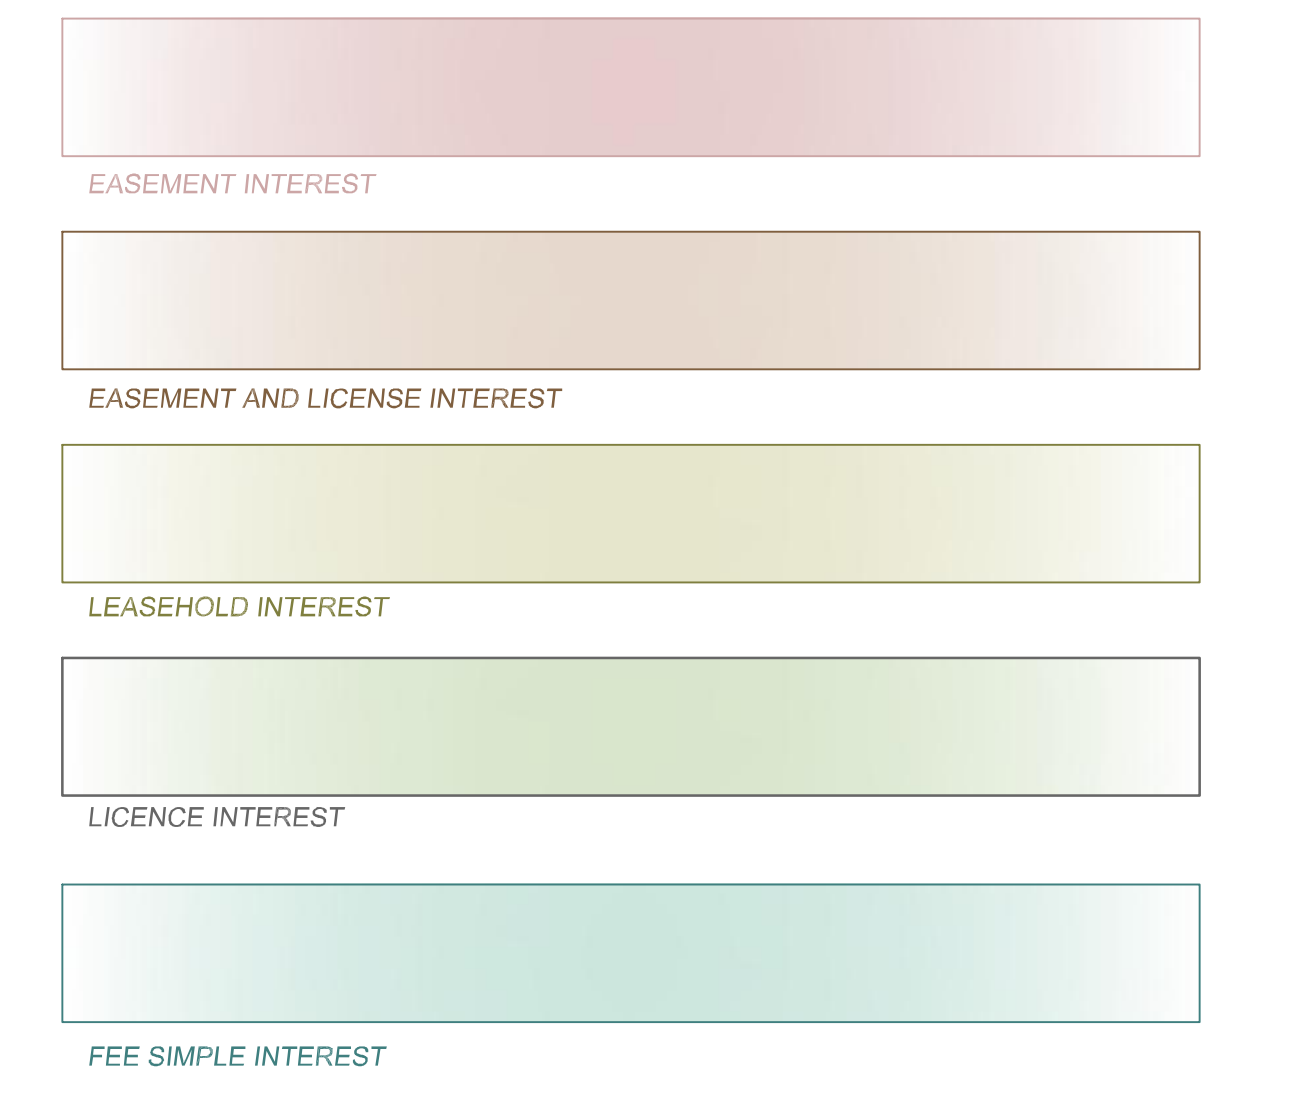 EASEMENT INTEREST
EASEMENT AND LICENSE INTEREST
LEASEHOLD INTEREST
LICENCE INTEREST
FEE SIMPLE INTEREST